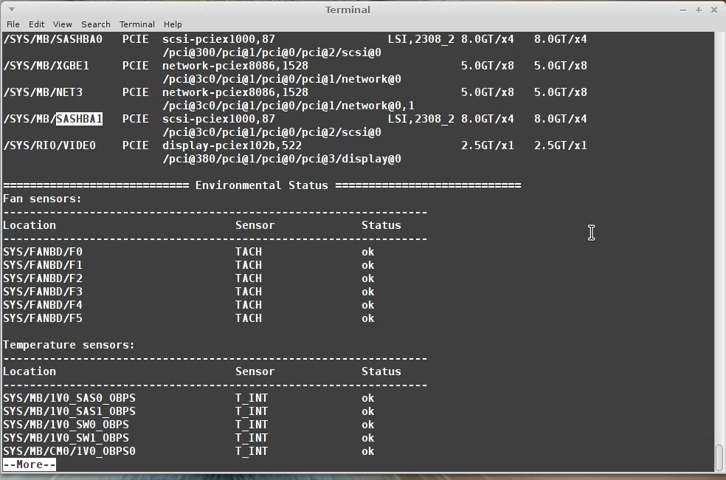 Terminal
File Edit View Search Terminal Help
/SYS/MB/SASHBA0 PCIE scsi-pciex1000,87 LSI,2308_2 8.0GT/x4 8.0GT/x4
/pci@300/pci@1/pci@0/pci@2/scsi@0
/SYS/MB/XGBE1 PCIE network-pciex8086,1528 5.0GT/x8 5.0GT/x8
/pci@3c0/pci@1/pci@0/pci@1/network@0
/SYS/MB/NET3 PCIE network-pciex8086,1528 5.0GT/x8 5.0GT/x8
/pci@3c0/pci@1/pci@0/pci@1/network@0,1
/SYS/MB/SASHBA1 PCIE scsi-pciex1000,87 LSI,2308_2 8.0GT/x4 8.0GT/x4
/pci@3c0/pci@1/pci@0/pci@2/scsi@0
/SYS/RIO/VIDEO PCIE display-pciex102b,522 2.5GT/x1 2.5GT/x1
/pci@380/pci@1/pci@0/pci@3/display@0
============================ Environmental Status ============================
Fan sensors:
----------------------------------------------------------------
Location Sensor Status
----------------------------------------------------------------
SYS/FANBD/F0 TACH ok
SYS/FANBD/F1 TACH ok
SYS/FANBD/F2 TACH ok
SYS/FANBD/F3 TACH ok
SYS/FANBD/F4 TACH ok
SYS/FANBD/F5 TACH ok
Temperature sensors:
----------------------------------------------------------------
Location Sensor Status
----------------------------------------------------------------
SYS/MB/1V0_SAS0_OBPS T_INT ok
SYS/MB/1V0_SAS1_OBPS T_INT ok
SYS/MB/1V0_SW0_OBPS T_INT ok
SYS/MB/1V0_SW1_OBPS T_INT ok
SYS/MB/CM0/1V0_OBPS0 T_INT ok
--More--